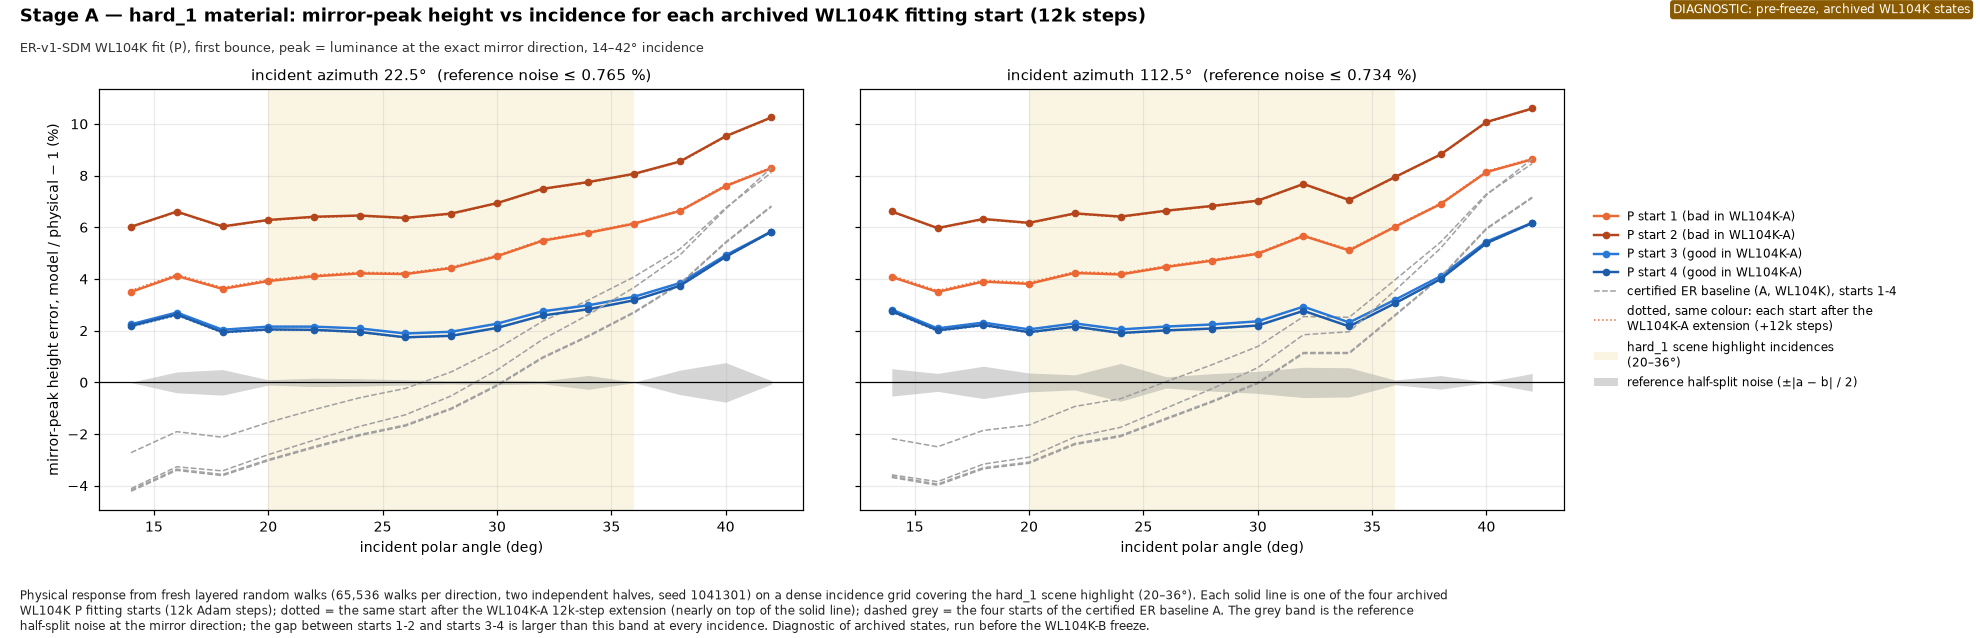 Stage A — hard_1 material: mirror-peak height vs incidence for each archived WL104K fitting start (12k steps)
DIAGNOSTIC: pre-freeze, archived WL104K states
ER-v1-SDM WL104K fit (P), first bounce, peak = luminance at the exact mirror direction, 14–42° incidence
incident azimuth 22.5°  (reference noise ≤ 0.765 %)
incident azimuth 112.5°  (reference noise ≤ 0.734 %)
mirror-peak height error, model / physical − 1 (%)
10
8
6
4
2
0
−2
−4
15
20
25
30
35
40
incident polar angle (deg)
15
20
25
30
35
40
incident polar angle (deg)
P start 1 (bad in WL104K-A)
P start 2 (bad in WL104K-A)
P start 3 (good in WL104K-A)
P start 4 (good in WL104K-A)
certified ER baseline (A, WL104K), starts 1-4
dotted, same colour: each start after the
WL104K-A extension (+12k steps)
hard_1 scene highlight incidences
(20–36°)
reference half-split noise (±|a − b| / 2)
Physical response from fresh layered random walks (65,536 walks per direction, two independent halves, seed 1041301) on a dense incidence grid covering the hard_1 scene highlight (20–36°). Each solid line is one of the four archived
WL104K P fitting starts (12k Adam steps); dotted = the same start after the WL104K-A 12k-step extension (nearly on top of the solid line); dashed grey = the four starts of the certified ER baseline A. The grey band is the reference
half-split noise at the mirror direction; the gap between starts 1-2 and starts 3-4 is larger than this band at every incidence. Diagnostic of archived states, run before the WL104K-B freeze.